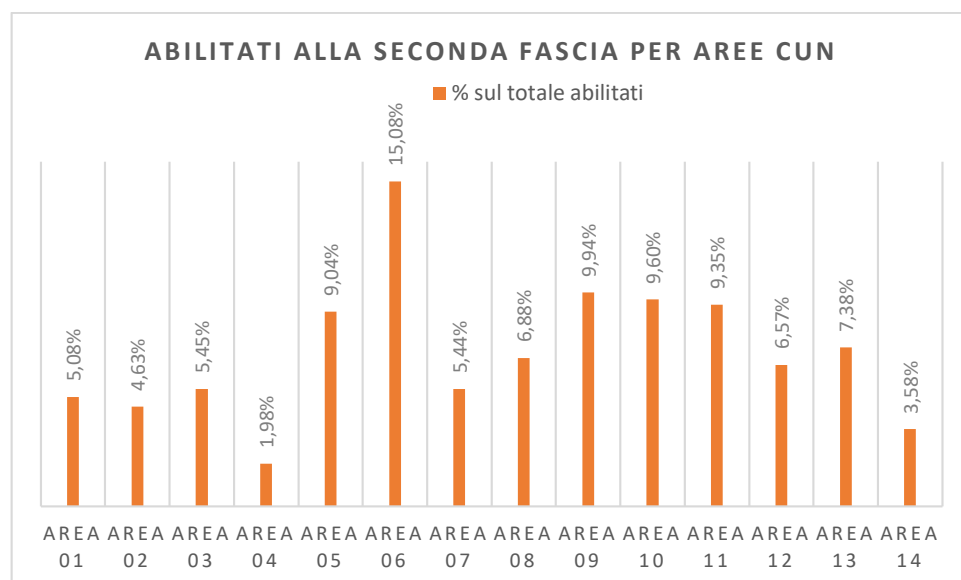 ABILITATI ALLA SECONDA FASCIA PER AREE CUN
% sul totale abilitati
5,08%
4,63%
5,45%
1,98%
9,04%
15,08%
5,44%
6,88%
9,94%
9,60%
9,35%
6,57%
7,38%
3,58%
AREA 01
AREA 02
AREA 03
AREA 04
AREA 05
AREA 06
AREA 07
AREA 08
AREA 09
AREA 10
AREA 11
AREA 12
AREA 13
AREA 14